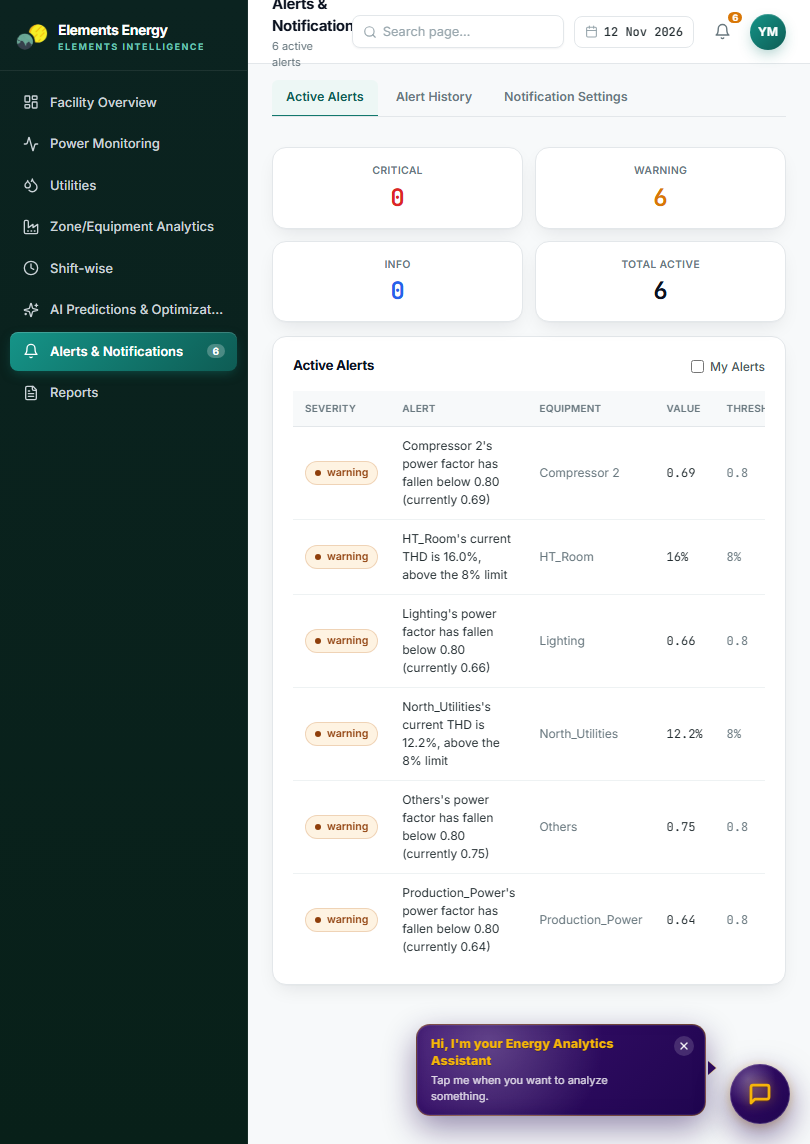 Elements Energy
ELEMENTS INTELLIGENCE
Facility Overview
Power Monitoring
Utilities
Zone/Equipment Analytics
Shift-wise
AI Predictions & Optimizat...
Alerts & Notifications 6
Reports
Alerts &
Notification
6 active
alerts
Search page...
12 Nov 2026
6
YM
Active Alerts
Alert History
Notification Settings
CRITICAL
0
WARNING
6
INFO
0
TOTAL ACTIVE
6
Active Alerts
My Alerts
SEVERITY ALERT EQUIPMENT VALUE THRESH
warning
Compressor 2's
power factor has
fallen below 0.80
(currently 0.69)
Compressor 2
0.69
0.8
warning
HT_Room's current
THD is 16.0%,
above the 8% limit
HT_Room
16%
8%
warning
Lighting's power
factor has fallen
below 0.80
(currently 0.66)
Lighting
0.66
0.8
warning
North_Utilities's
current THD is
12.2%, above the
8% limit
North_Utilities
12.2%
8%
warning
Others's power
factor has fallen
below 0.80
(currently 0.75)
Others
0.75
0.8
warning
Production_Power's
power factor has
fallen below 0.80
(currently 0.64)
Production_Power
0.64
0.8
Hi, I'm your Energy Analytics
Assistant
Tap me when you want to analyze
something.